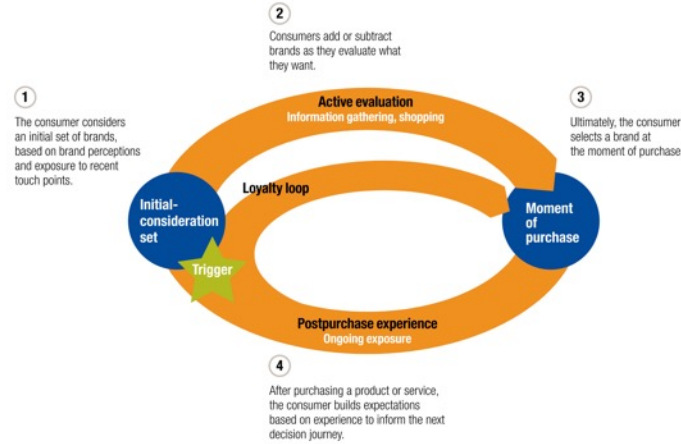 2
Consumers add or subtract
brands as they evaluate what
they want.
1
The consumer considers
an initial set of brands,
based on brand perceptions
and exposure to recent
touch points.
3
Ultimately, the consumer
selects a brand at
the moment of purchase
Active evaluation
Information gathering, shopping
Loyalty loop
Initial-
consideration
set
Moment
of
purchase
Trigger
Postpurchase experience
Ongoing exposure
4
After purchasing a product or service,
the consumer builds expectations
based on experience to inform the next
decision journey.